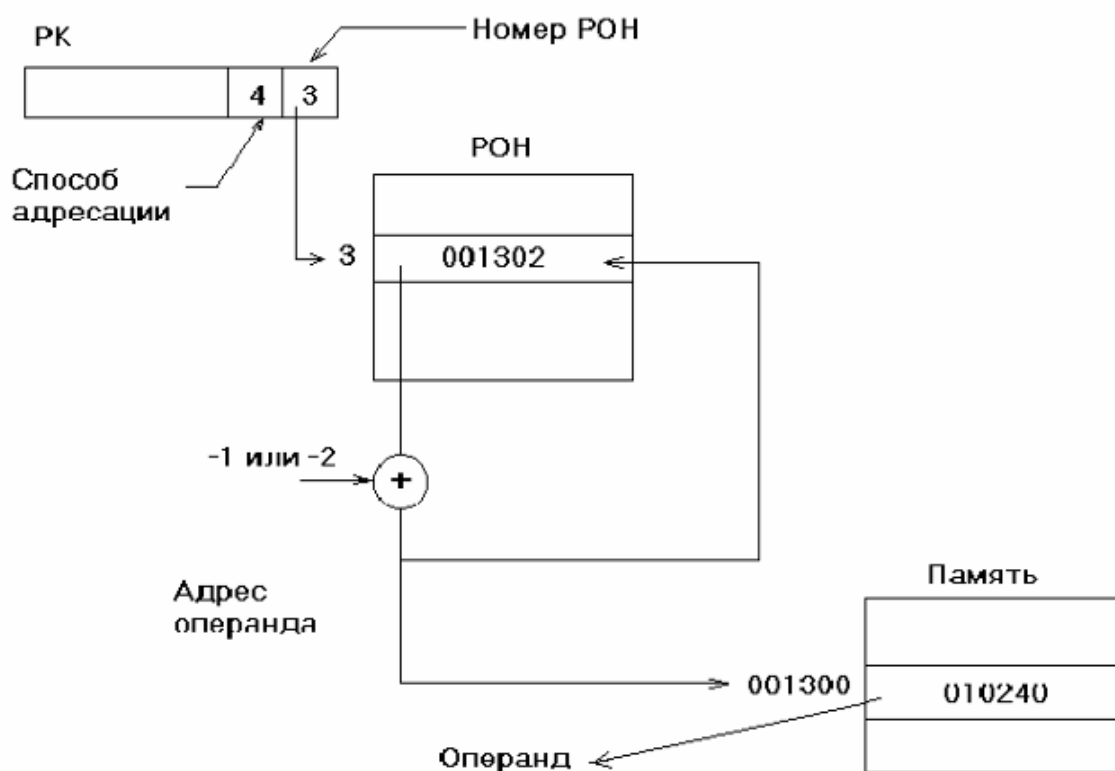 РК
Номер РОН
4
3
Способ
адресации
РОН
3
001302
-1 или -2
+
Адрес
операнда
Память
001300
010240
Операнд